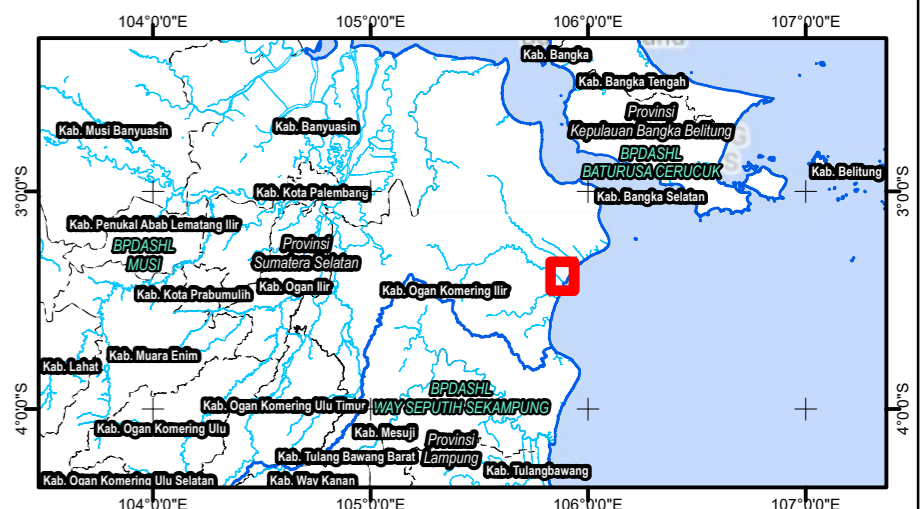 104°0'0"E 105°0'0"E 106°0'0"E 107°0'0"E
Kab. Bangka
Kab. Bangka Tengah
Provinsi
Kepulauan Bangka Belitung
BPDASHL
BATURUSA CERUCUK
Kab. Belitung
Kab. Bangka Selatan
Kab. Musi Banyuasin
Kab. Banyuasin
3°0'0"S
3°0'0"S
Kab. Kota Palembang
Kab. Penukal Abab Lematang Ilir
BPDASHL
MUSI
Provinsi
Sumatera Selatan
Kab. Kota Prabumulih
Kab. Ogan Ilir
Kab. Ogan Komering Ilir
Kab. Muara Enim
Kab. Lahat
BPDASHL
WAY SEPUTIH SEKAMPUNG
Kab. Ogan Komering Ulu Timur
4°0'0"S
4°0'0"S
Kab. Ogan Komering Ulu
Kab. Mesuji
Provinsi
Lampung
Kab. Tulang Bawang Barat
Kab. Tulangbawang
Kab. Ogan Komering Ulu Selatan
Kab. Way Kanan
104°0'0"E 105°0'0"E 106°0'0"E 107°0'0"E